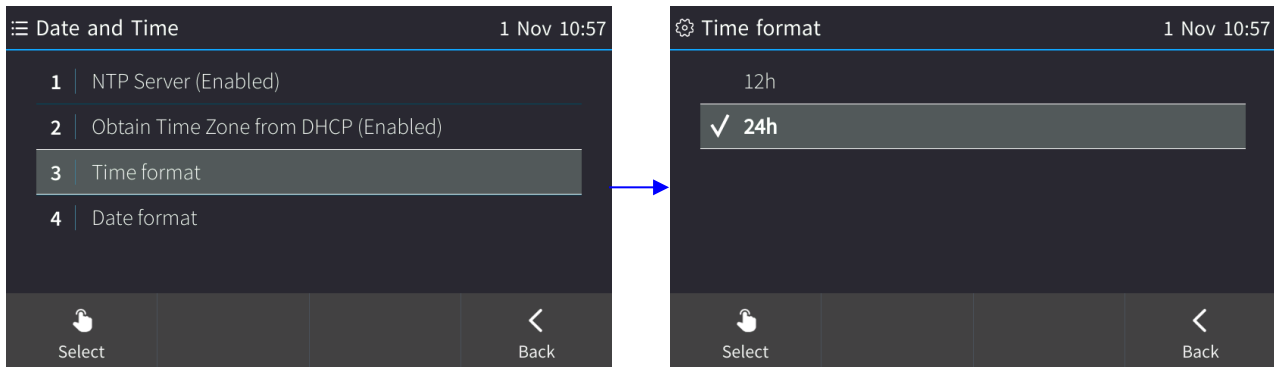 Date and Time 1 Nov 10:57
1 NTP Server (Enabled)
2 Obtain Time Zone from DHCP (Enabled)
3 Time format
4 Date format
Select Back
Time format 1 Nov 10:57
12h
24h
Select Back